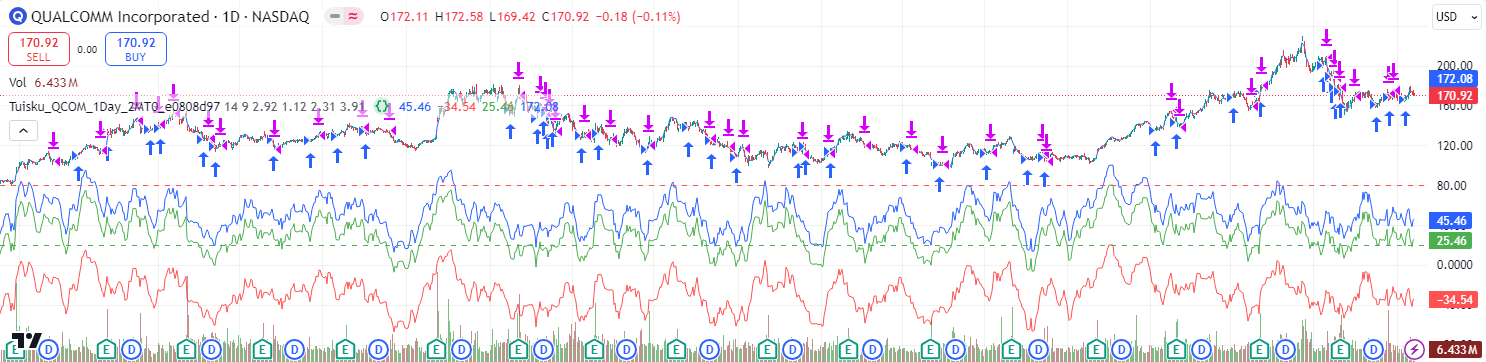 QUALCOMM Incorporated · 1D · NASDAQ O172.11 H172.58 L169.42 C170.92 −0.18 (−0.11%)
USD
170.92 SELL
0.00
170.92 BUY
Vol 6.433M
Tuisku_QCOM_1Day_2MT0_e0808d97 14 9 2.92 1.12 2.31 3.91 45.46 −34.54 25.46 172.08
200.00
172.08
170.92
160.00
120.00
80.00
45.46
25.46
0.0000
−34.54
6.433M
E D E D E D E D E D E D E D E D E D E D E D E D E D E D E D E D E D